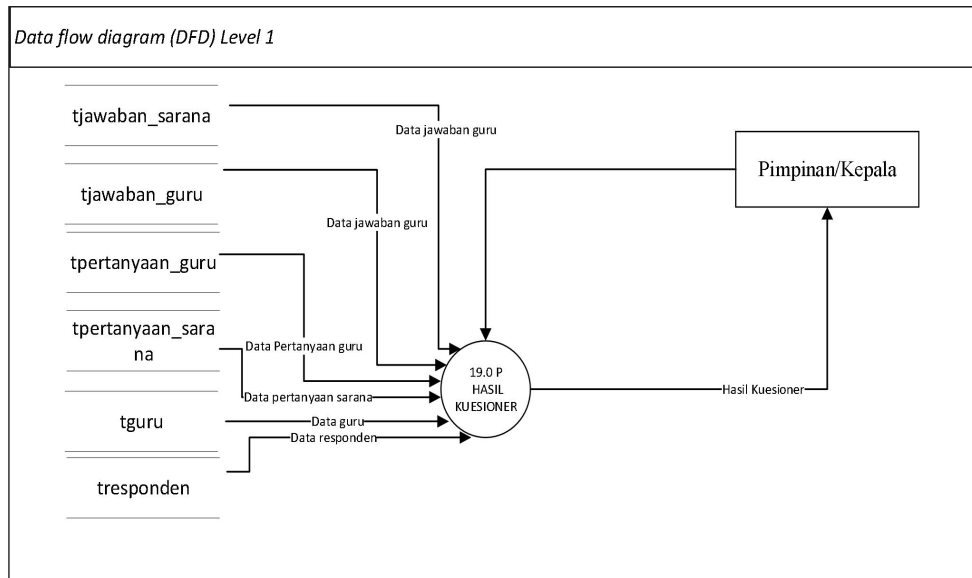 Data flow diagram (DFD) Level 1
tjawaban_sarana
Data jawaban guru
Pimpinan/Kepala
tjawaban_guru
Data jawaban guru
tpertanyaan_guru
tpertanyaan_sara
na
Data Pertanyaan guru
19.0 P
HASIL
KUESIONER
Data pertanyaan sarana
Hasil Kuesioner
tguru
Data guru
Data responden
tresponden